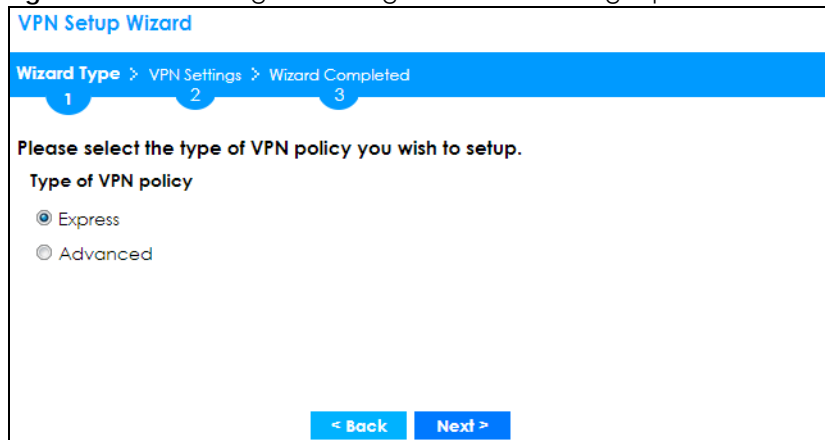 VPN Setup Wizard
Wizard Type > VPN Settings > Wizard Completed
1 2 3
Please select the type of VPN policy you wish to setup.
Type of VPN policy
Express
Advanced
< Back Next >